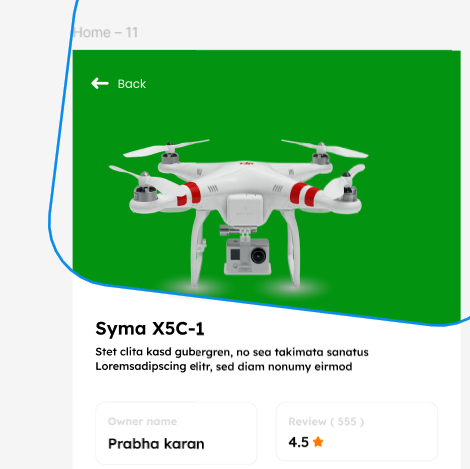 Home – 11
Back
Syma X5C-1
Stet clita kasd gubergren, no sea takimata sanatus
Loremsadipscing elitr, sed diam nonumy eirmod
Owner name
Review ( 555 )
Prabha karan
4.5